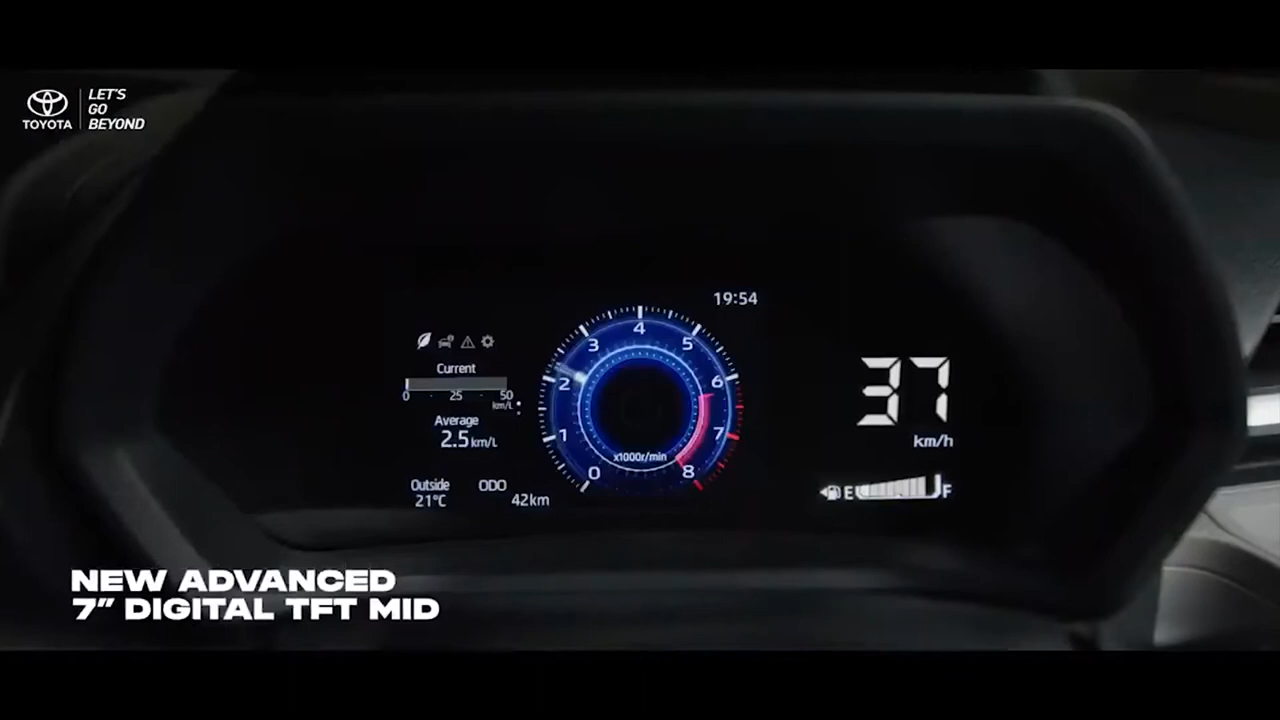 TOYOTA
LET'S
GO
BEYOND
19:54
Current
0 25 50
km/L
Average
2.5 km/L
Outside
21°C
ODO
42km
0
1
2
3
4
5
6
7
8
x1000r/min
37
km/h
E F
NEW ADVANCED
7" DIGITAL TFT MID